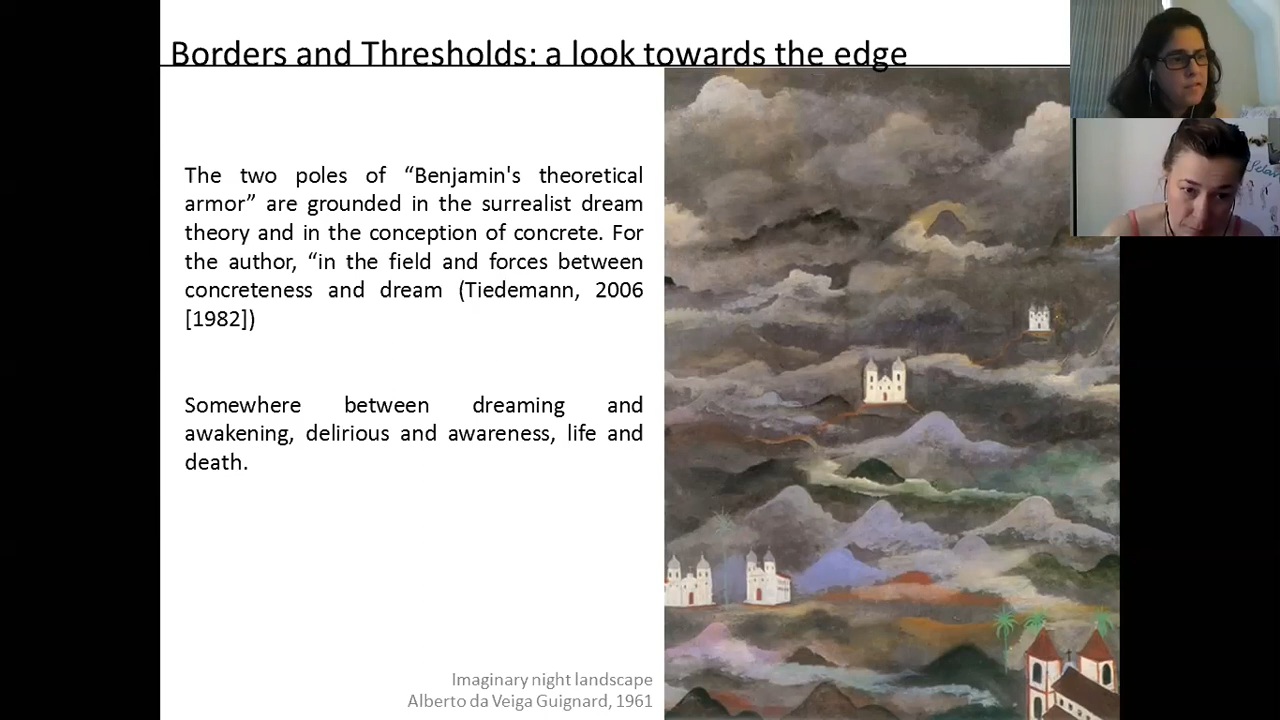 Borders and Thresholds: a look towards the edge
The two poles of “Benjamin's theoretical
armor” are grounded in the surrealist dream
theory and in the conception of concrete. For
the author, “in the field and forces between
concreteness and dream (Tiedemann, 2006
[1982])
Somewhere between dreaming and
awakening, delirious and awareness, life and
death.
Imaginary night landscape
Alberto da Veiga Guignard, 1961